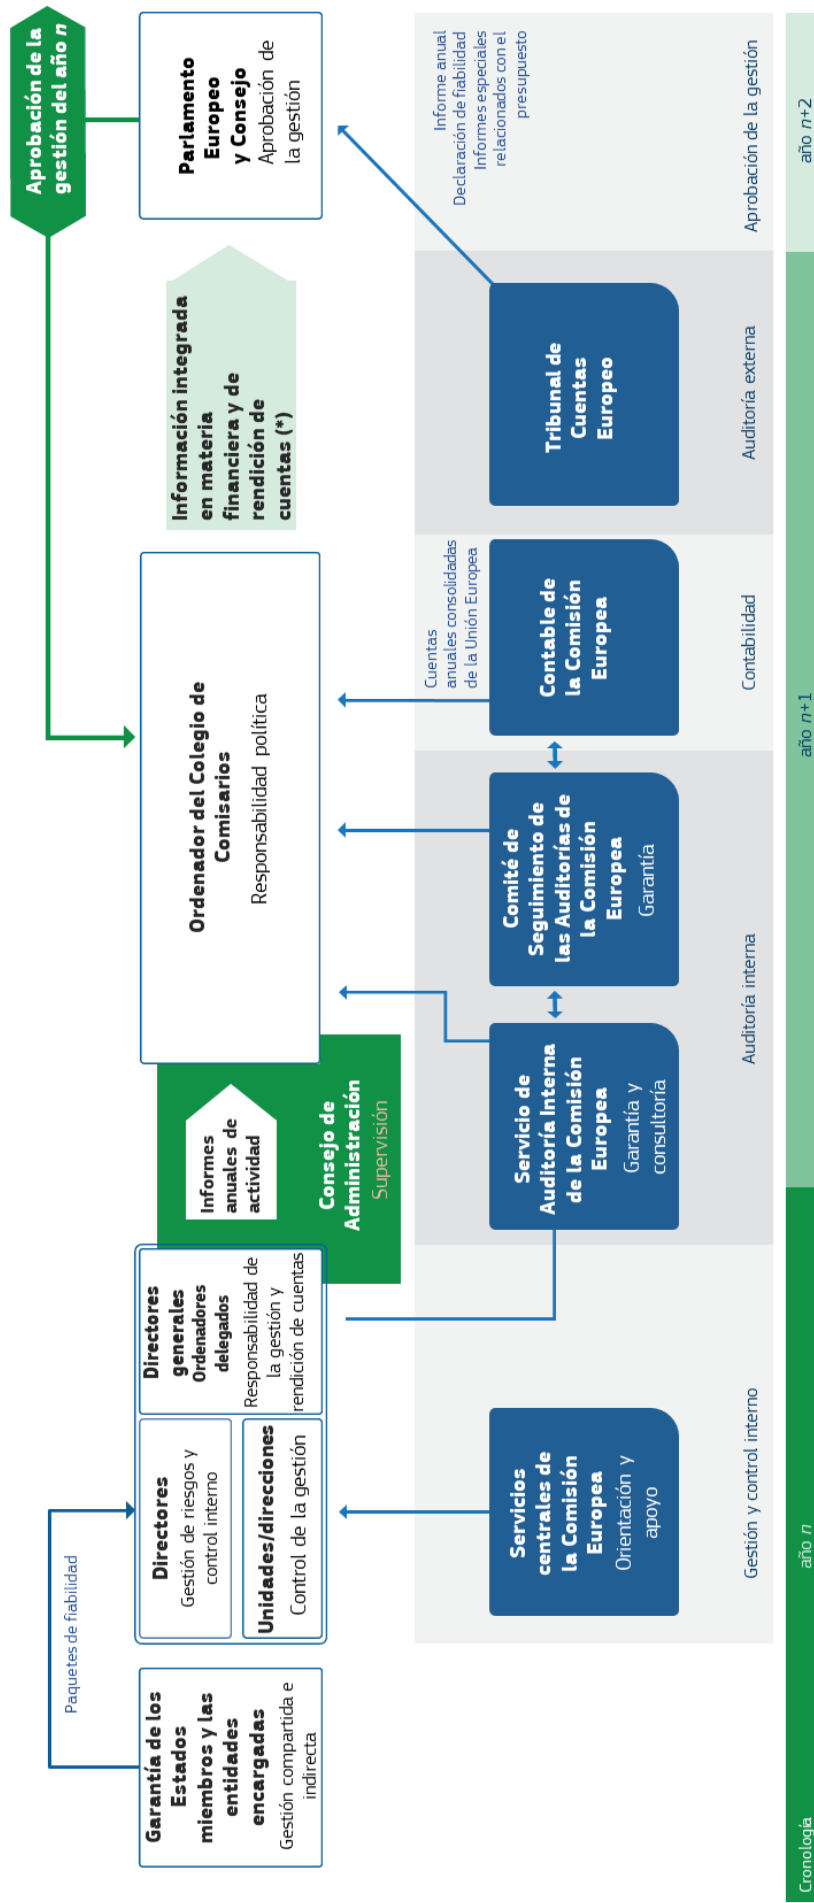 Aprobación de la
gestión del año n
Paquetes de fiabilidad
Garantía de los
Estados
miembros y las
entidades
encargadas
Gestión compartida e
indirecta
Directores
Gestión de riesgos y
control interno
Unidades/direcciones
Control de la gestión
Directores
generales
Ordenadores
delegados
Responsabilidad de
la gestión y
rendición de cuentas
Informes
anuales de
actividad
Consejo de
Administración
Supervisión
Ordenador del Colegio de
Comisarios
Responsabilidad política
Información integrada
en materia
financiera y de
rendición de
cuentas (*)
Parlamento
Europeo
y Consejo
Aprobación de
la gestión
Servicios
centrales de
la Comisión
Europea
Orientación y
apoyo
Servicio de
Auditoría Interna
de la Comisión
Europea
Garantía y
consultoría
Comité de
Seguimiento de
las Auditorías de
la Comisión
Europea
Garantía
Cuentas
anuales consolidadas
de la Unión Europea
Contable de
la Comisión
Europea
Tribunal de
Cuentas
Europeo
Informe anual
Declaración de fiabilidad
Informes especiales
relacionados con el
presupuesto
Gestión y control interno
Auditoría interna
Contabilidad
Auditoría externa
Aprobación de la gestión
Cronología
año n
año n+1
año n+2